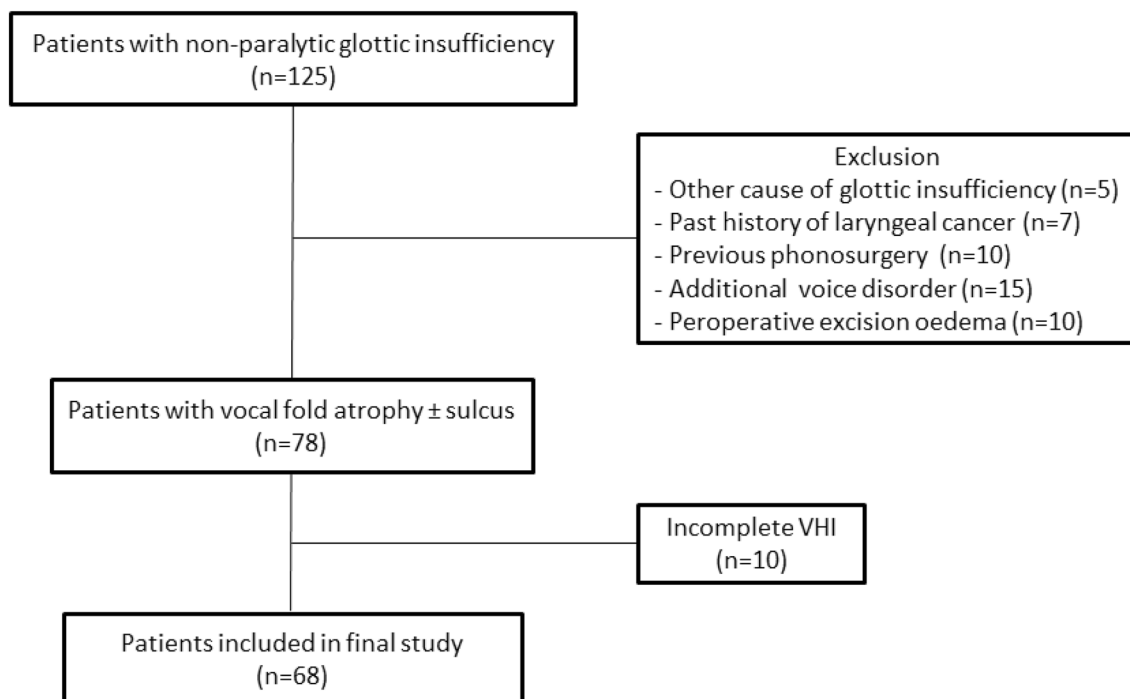 Patients with non-paralytic glottic insufficiency
(n=125)
Exclusion
- Other cause of glottic insufficiency (n=5)
- Past history of laryngeal cancer (n=7)
- Previous phonosurgery (n=10)
- Additional voice disorder (n=15)
- Peroperative excision oedema (n=10)
Patients with vocal fold atrophy ± sulcus
(n=78)
Incomplete VHI
(n=10)
Patients included in final study
(n=68)